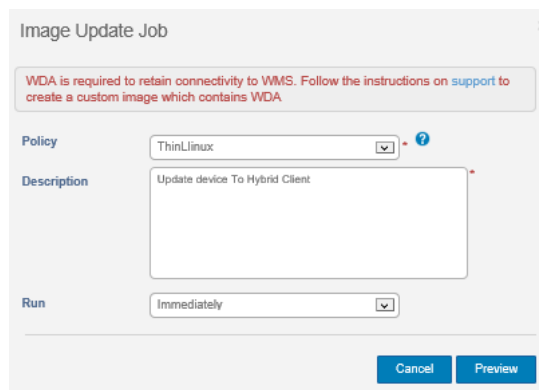 Image Update Job
WDA is required to retain connectivity to WMS. Follow the instructions on support to
create a custom image which contains WDA
Policy
ThinLlinux
* ?
Description
Update device To Hybrid Client
*
Run
Immediately
Cancel
Preview